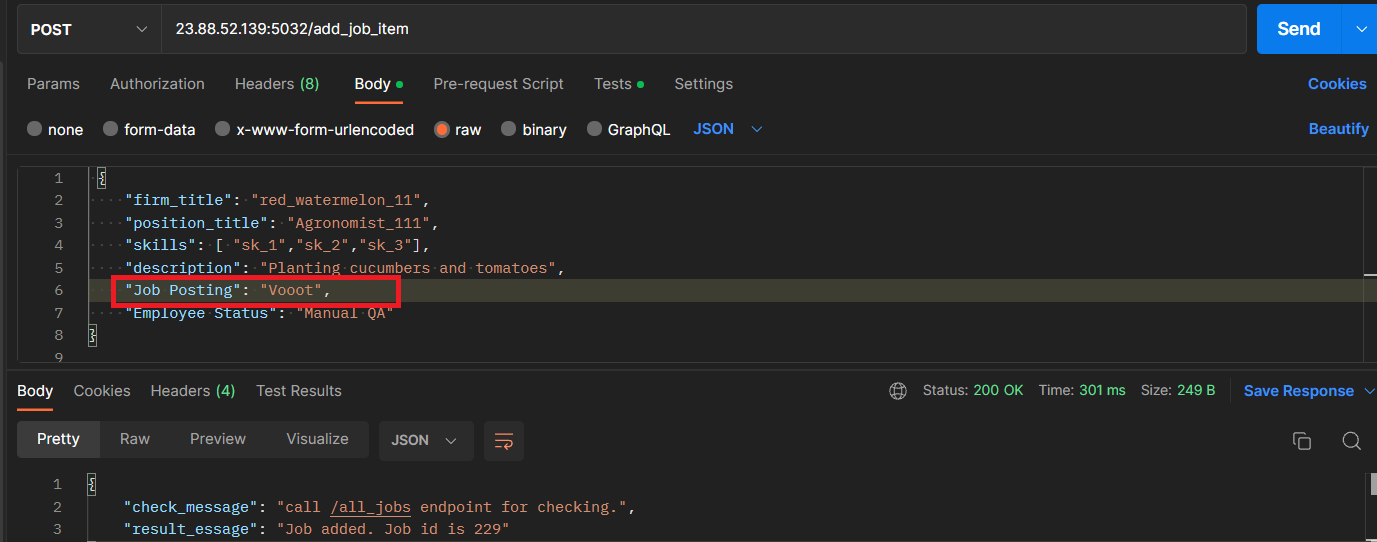 POST 23.88.52.139:5032/add_job_item Send
Params Authorization Headers (8) Body Pre-request Script Tests Settings Cookies
none form-data x-www-form-urlencoded raw binary GraphQL JSON Beautify
1 {
2 "firm_title": "red_watermelon_11",
3 "position_title": "Agronomist_111",
4 "skills": [ "sk_1","sk_2","sk_3"],
5 "description": "Planting cucumbers and tomatoes",
6 "Job Posting": "Vooot",
7 "Employee Status": "Manual QA"
8 }
9
Body Cookies Headers (4) Test Results Status: 200 OK Time: 301 ms Size: 249 B Save Response
Pretty Raw Preview Visualize JSON
1 {
2 "check_message": "call /all_jobs endpoint for checking.",
3 "result_essage": "Job added. Job id is 229"